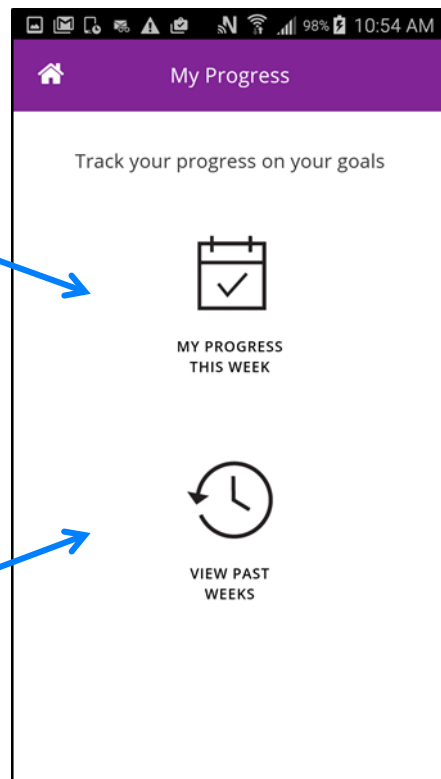 98% 10:54 AM
My Progress
Track your progress on your goals
MY PROGRESS
THIS WEEK
VIEW PAST
WEEKS